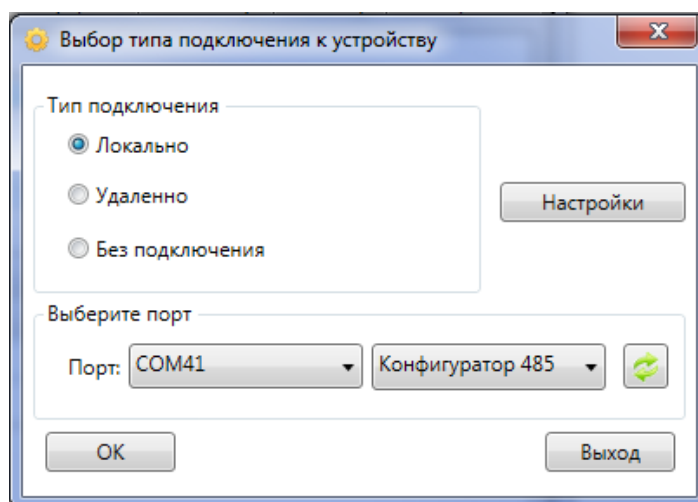 Выбор типа подключения к устройству
Тип подключения
Локально
Удаленно
Настройки
Без подключения
Выберите порт
Порт: COM41 Конфигуратор 485
OK Выход